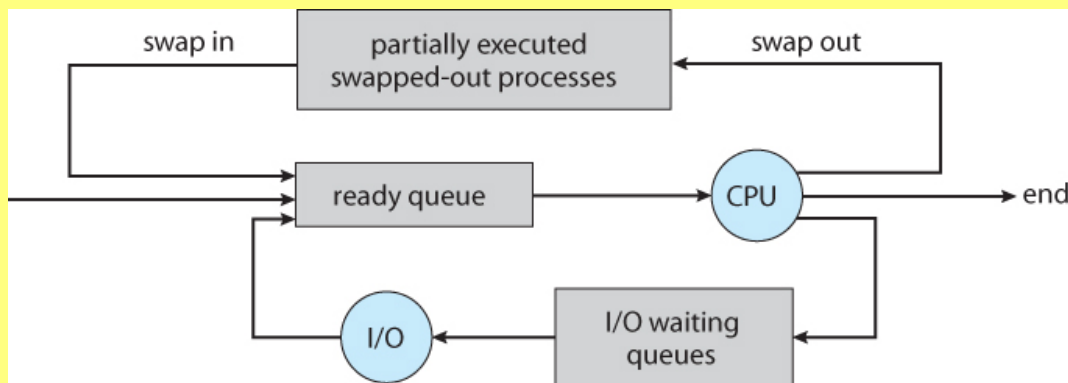 swap in
partially executed
swapped-out processes
swap out
ready queue
CPU
end
I/O
I/O waiting
queues